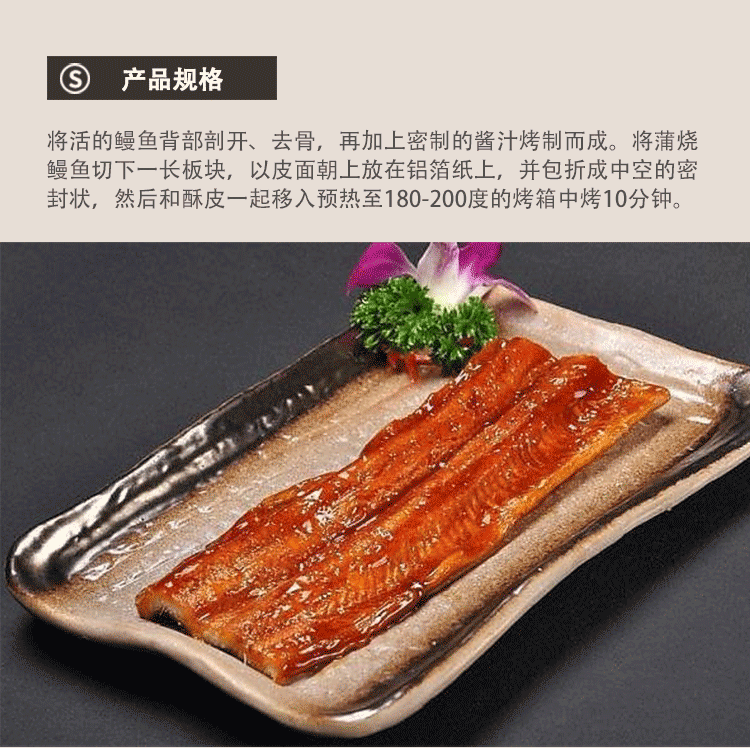 Ⓢ 产品规格
将活的鳗鱼背部剖开、去骨，再加上密制的酱汁烤制而成。将蒲烧
鳗鱼切下一长板块，以皮面朝上放在铝箔纸上，并包折成中空的密
封状，然后和酥皮一起移入预热至180-200度的烤箱中烤10分钟。